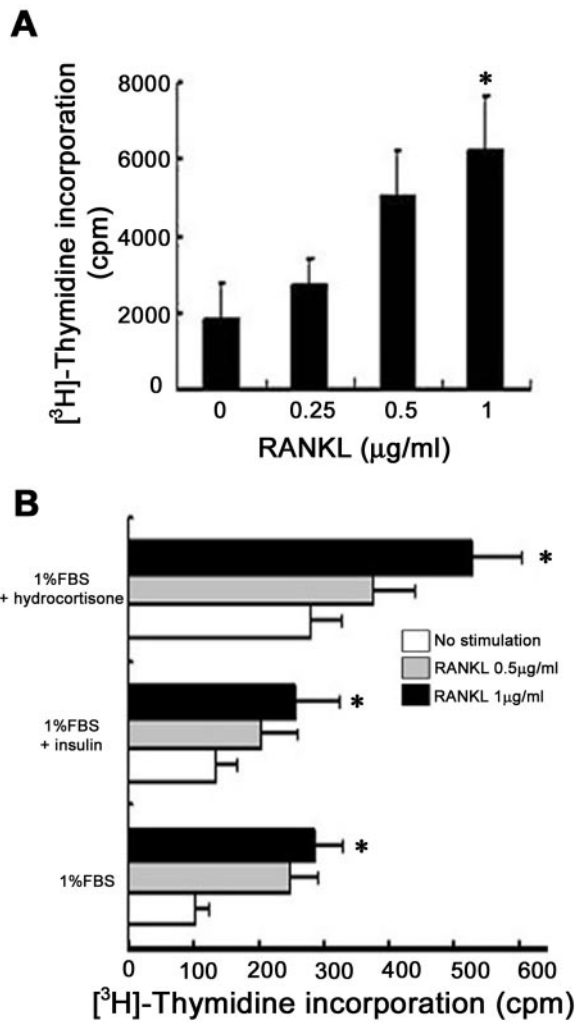 A
[³H]-Thymidine incorporation
(cpm)
8000
6000
4000
2000
0
*
0 0.25 0.5 1
RANKL (µg/ml)
B
1%FBS
+ hydrocortisone
1%FBS
+ insulin
1%FBS
*
*
*
No stimulation
RANKL 0.5µg/ml
RANKL 1µg/ml
0 100 200 300 400 500 600
[³H]-Thymidine incorporation (cpm)